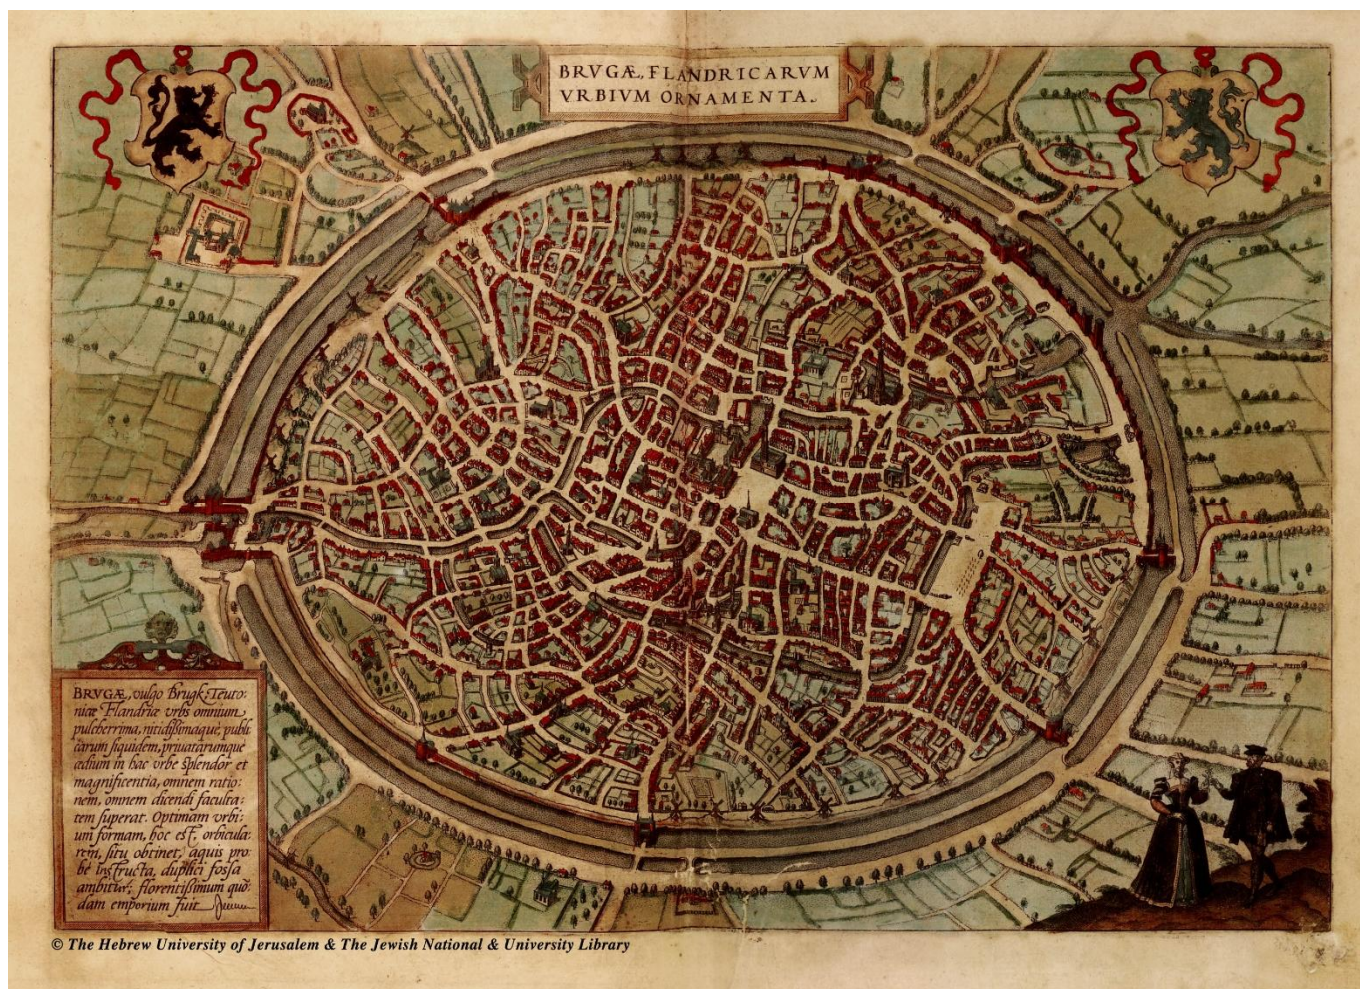 BRVGÆ, FLANDRICARVM
VRBIVM ORNAMENTA.
BRVGÆ, vulgo Brugk, Teuto:
nicæ Flandriæ vrbs omnium
pulcherrima, nitidißimaque, publi
carum siquidem, priuatarumque
ædium in hac vrbe splendor et
magnificentia, omnem ratio:
nem, omnem dicendi faculta:
tem superat. Optimam vrbi:
um formam, hoc est, orbicula:
rem, situ obtinet, aquis pro
be instructa, duplici fossa
ambitur; florentißimum quō
dam emporium fuit
© The Hebrew University of Jerusalem & The Jewish National & University Library